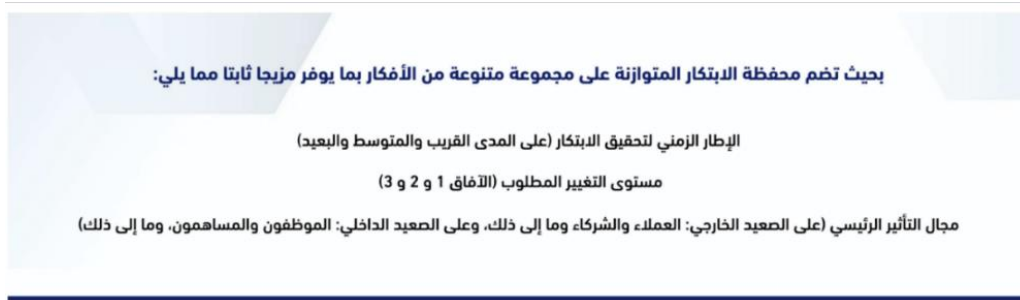 بحيث تضم محفظة الابتكار المتوازنة على مجموعة متنوعة من الأفكار بما يوفر مزيجا ثابتا مما يلي:
الإطار الزمني لتحقيق الابتكار (على المدى القريب والمتوسط والبعيد)
مستوى التغيير المطلوب (الآفاق 1 و 2 و 3)
مجال التأثير الرئيسي (على الصعيد الخارجي: العملاء والشركاء وما إلى ذلك، وعلى الصعيد الداخلي: الموظفون والمساهمون، وما إلى ذلك)